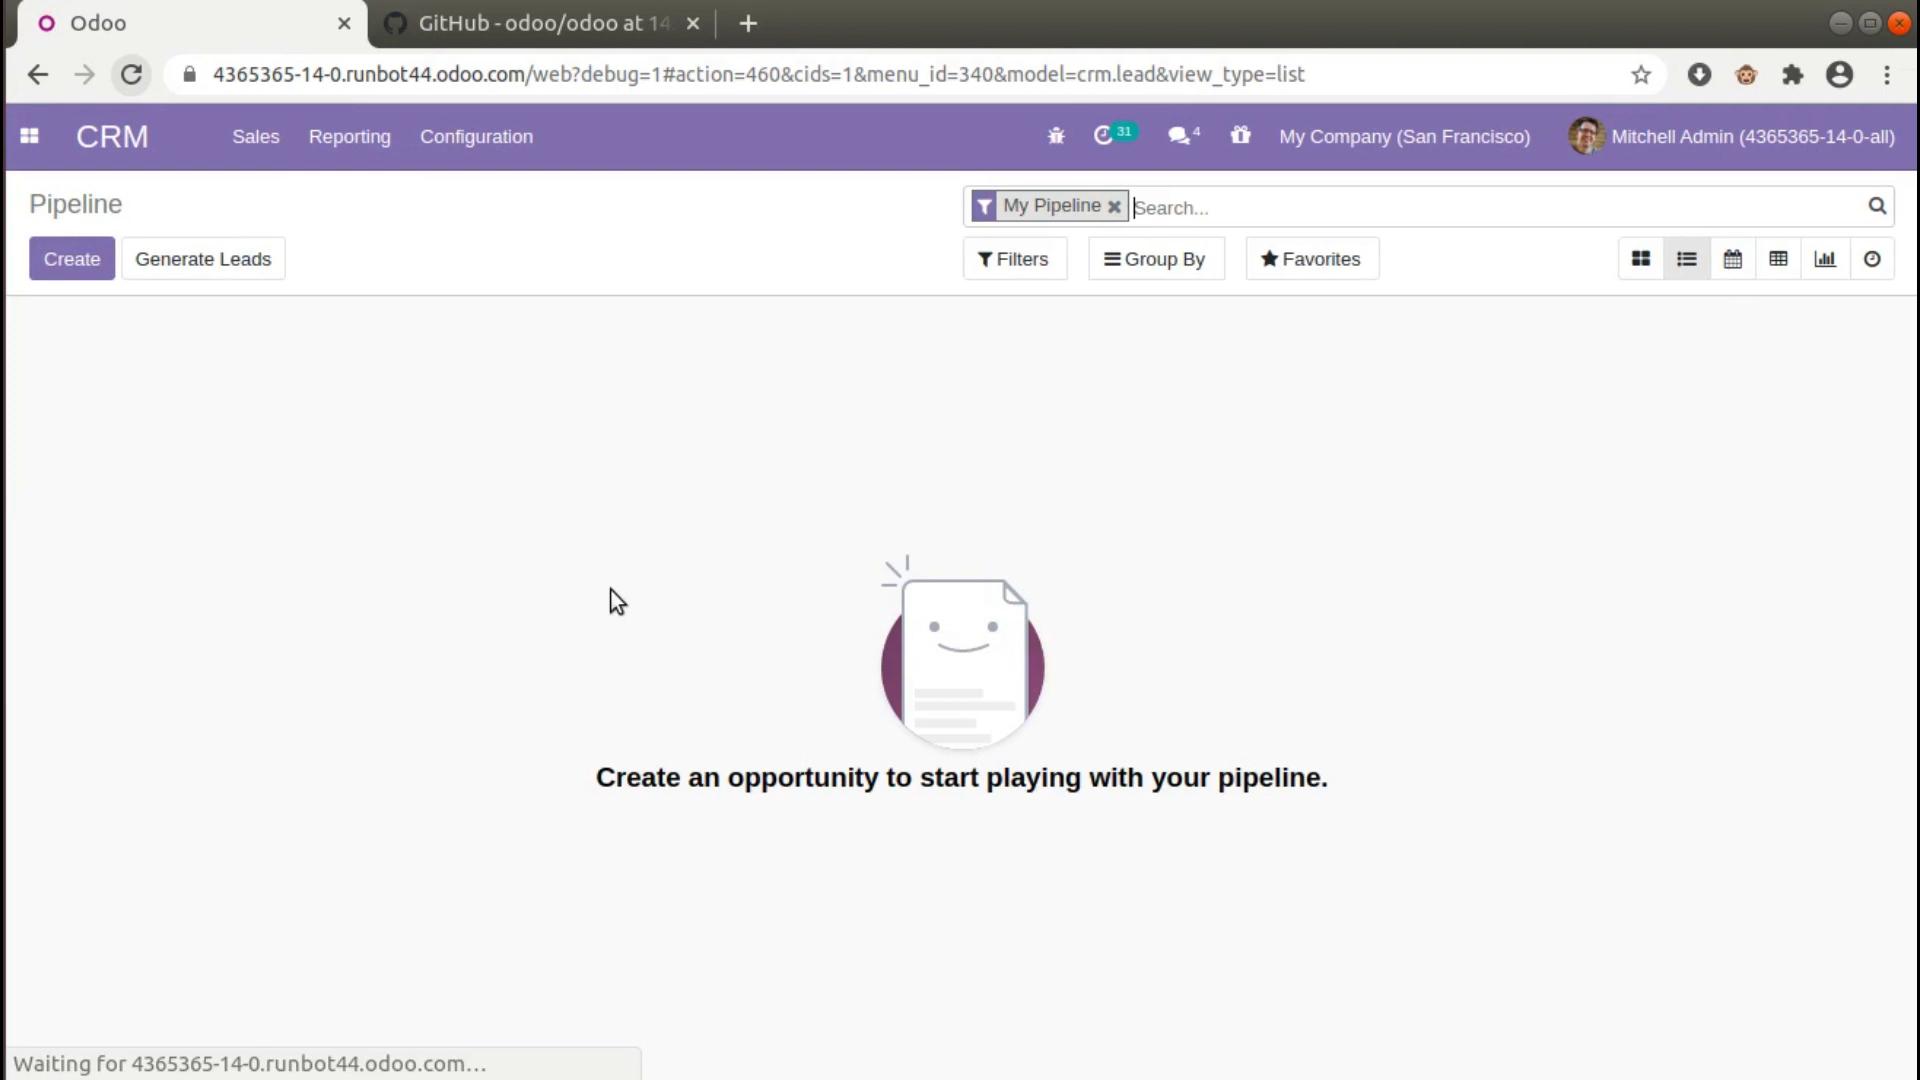 Odoo
GitHub - odoo/odoo at 14
4365365-14-0.runbot44.odoo.com/web?debug=1#action=460&cids=1&menu_id=340&model=crm.lead&view_type=list
CRM Sales Reporting Configuration 31 4 My Company (San Francisco) Mitchell Admin (4365365-14-0-all)
Pipeline
My Pipeline Search...
Create Generate Leads Filters Group By Favorites
Create an opportunity to start playing with your pipeline.
Waiting for 4365365-14-0.runbot44.odoo.com...